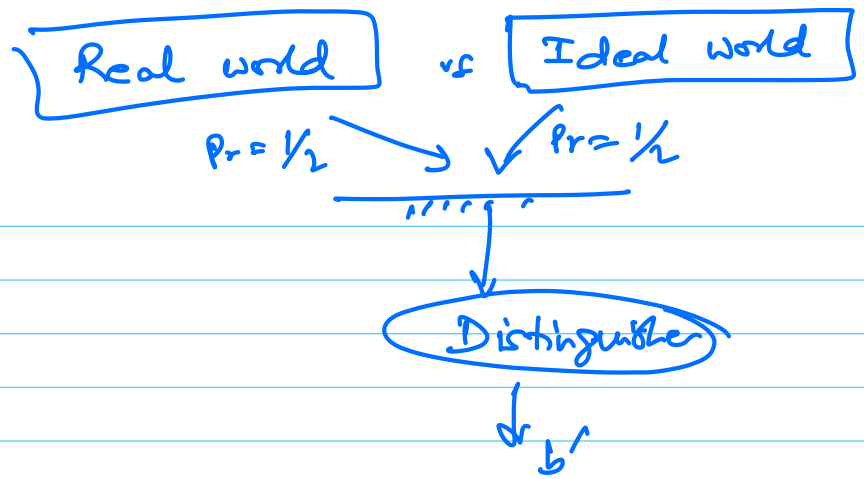 Real world vs Ideal world
Pr = 1/2 Pr = 1/2
Distinguisher
b'